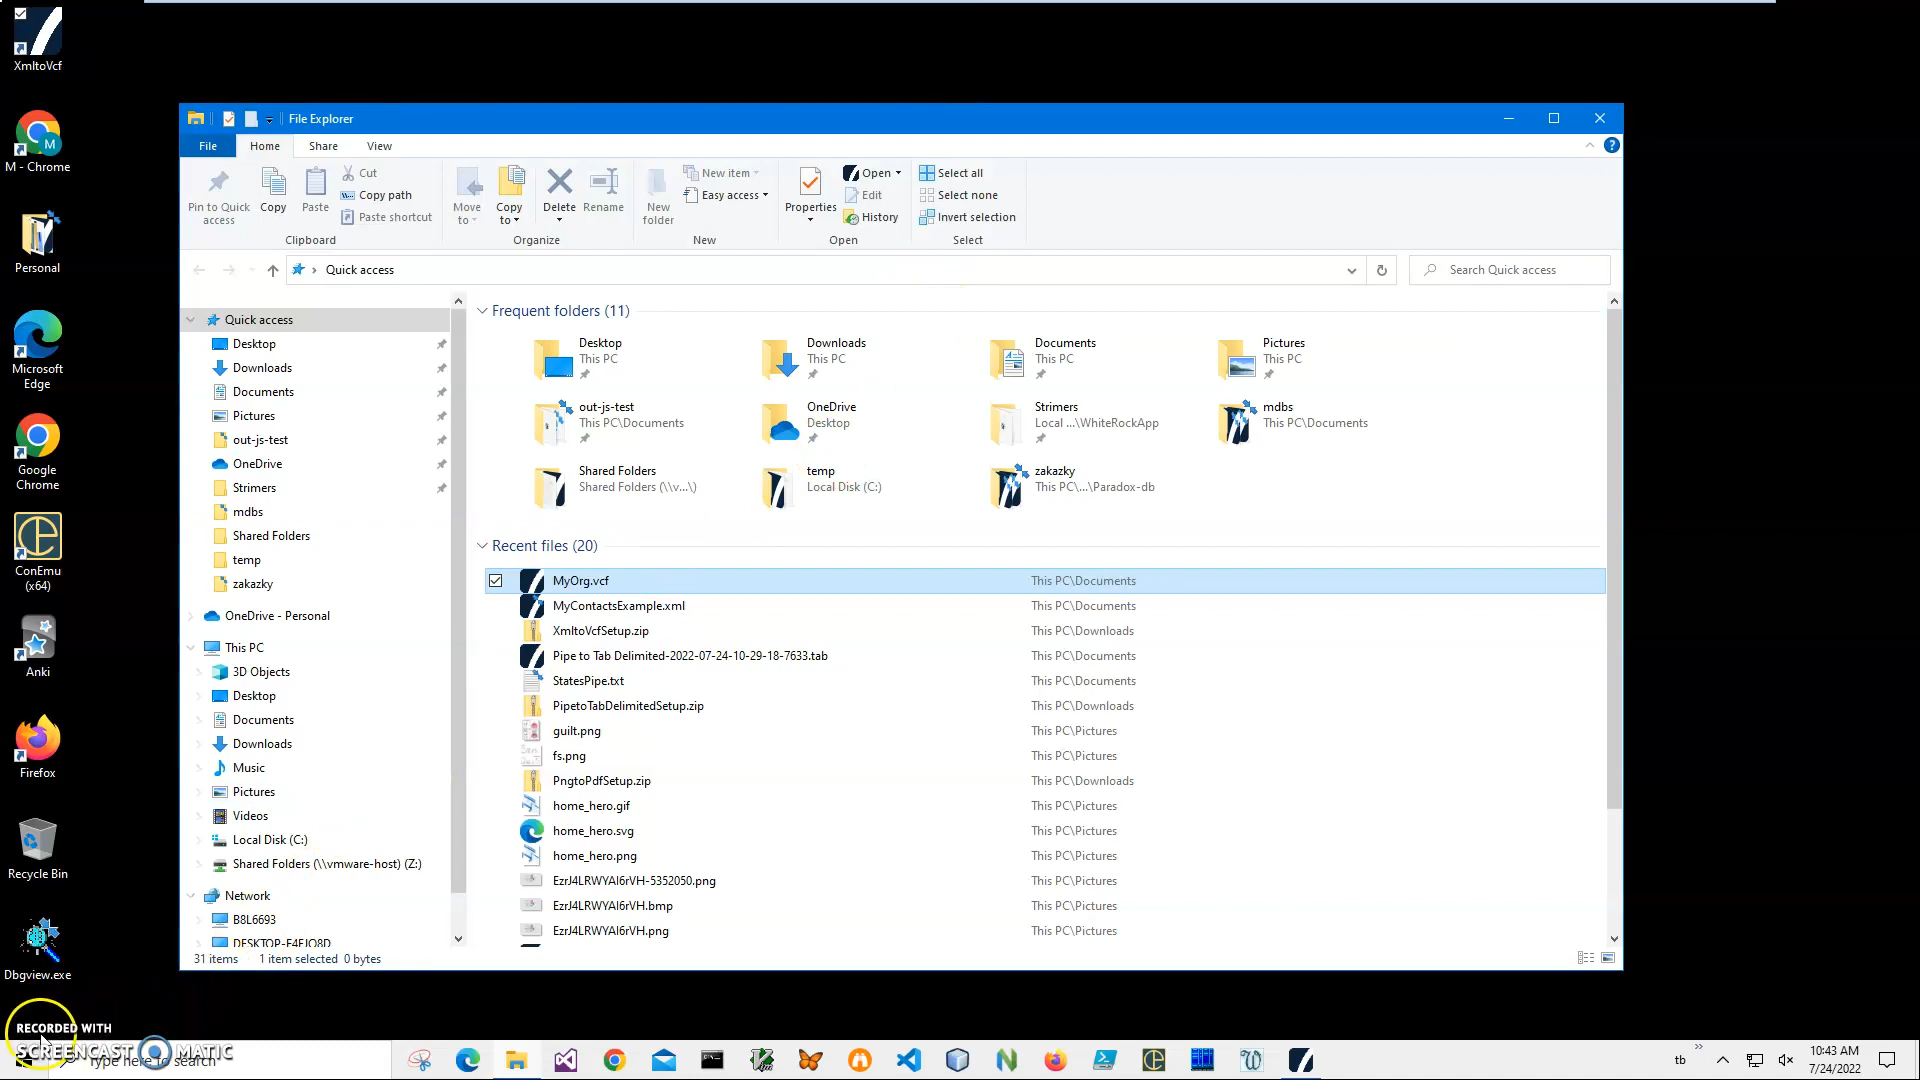 XmltoVcf
M - Chrome
Personal
Microsoft
Edge
Google
Chrome
ConEmu
(x64)
Anki
Firefox
Recycle Bin
Dbgview.exe
File Explorer
File
Home
Share
View
Pin to Quick
access
Copy
Paste
Cut
Copy path
Paste shortcut
Clipboard
Move
to
Copy
to
Delete
Rename
Organize
New
folder
New item
Easy access
New
Properties
Open
Edit
History
Open
Select all
Select none
Invert selection
Select
Quick access
Search Quick access
Quick access
Desktop
Downloads
Documents
Pictures
out-js-test
OneDrive
Strimers
mdbs
Shared Folders
temp
zakazky
OneDrive - Personal
This PC
3D Objects
Desktop
Documents
Downloads
Music
Pictures
Videos
Local Disk (C:)
Shared Folders (\\vmware-host) (Z:)
Network
B8L6693
DESKTOP-F4FJO8D
Frequent folders (11)
Desktop
This PC
Downloads
This PC
Documents
This PC
Pictures
This PC
out-js-test
This PC\Documents
OneDrive
Desktop
Strimers
Local ...\WhiteRockApp
mdbs
This PC\Documents
Shared Folders
Shared Folders (\\v...\)
temp
Local Disk (C:)
zakazky
This PC\...\Paradox-db
Recent files (20)
MyOrg.vcf This PC\Documents
MyContactsExample.xml This PC\Documents
XmltoVcfSetup.zip This PC\Downloads
Pipe to Tab Delimited-2022-07-24-10-29-18-7633.tab This PC\Documents
StatesPipe.txt This PC\Documents
PipetoTabDelimitedSetup.zip This PC\Downloads
guilt.png This PC\Pictures
fs.png This PC\Pictures
PngtoPdfSetup.zip This PC\Downloads
home_hero.gif This PC\Pictures
home_hero.svg This PC\Pictures
home_hero.png This PC\Pictures
EzrJ4LRWYAI6rVH-5352050.png This PC\Pictures
EzrJ4LRWYAI6rVH.bmp This PC\Pictures
EzrJ4LRWYAI6rVH.png This PC\Pictures
31 items 1 item selected 0 bytes
RECORDED WITH
SCREENCAST MATIC
Type here to search
tb
10:43 AM
7/24/2022